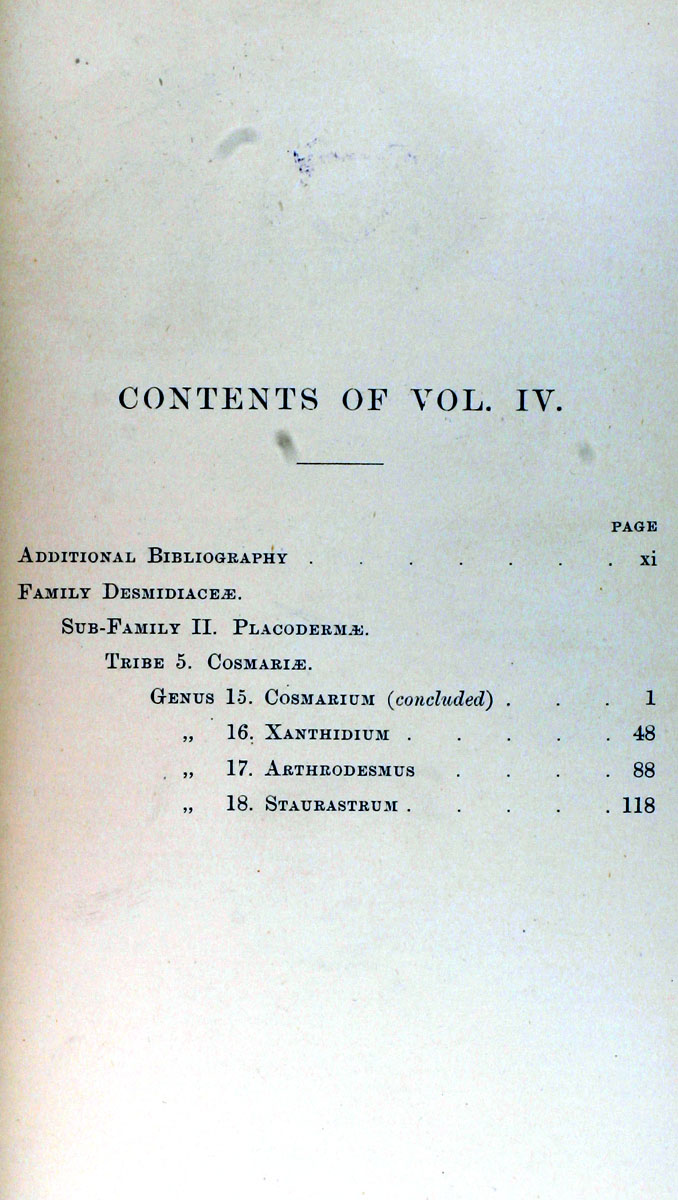 CONTENTS OF VOL. IV.
PAGE
ADDITIONAL BIBLIOGRAPHY . . . . . . . xi
FAMILY DESMIDIACEÆ.
SUB-FAMILY II. PLACODERMÆ.
TRIBE 5. COSMARIÆ.
GENUS 15. COSMARIUM (concluded) . . . 1
„ 16. XANTHIDIUM . . . . . 48
„ 17. ARTHRODESMUS . . . . 88
„ 18. STAURASTRUM . . . . . 118